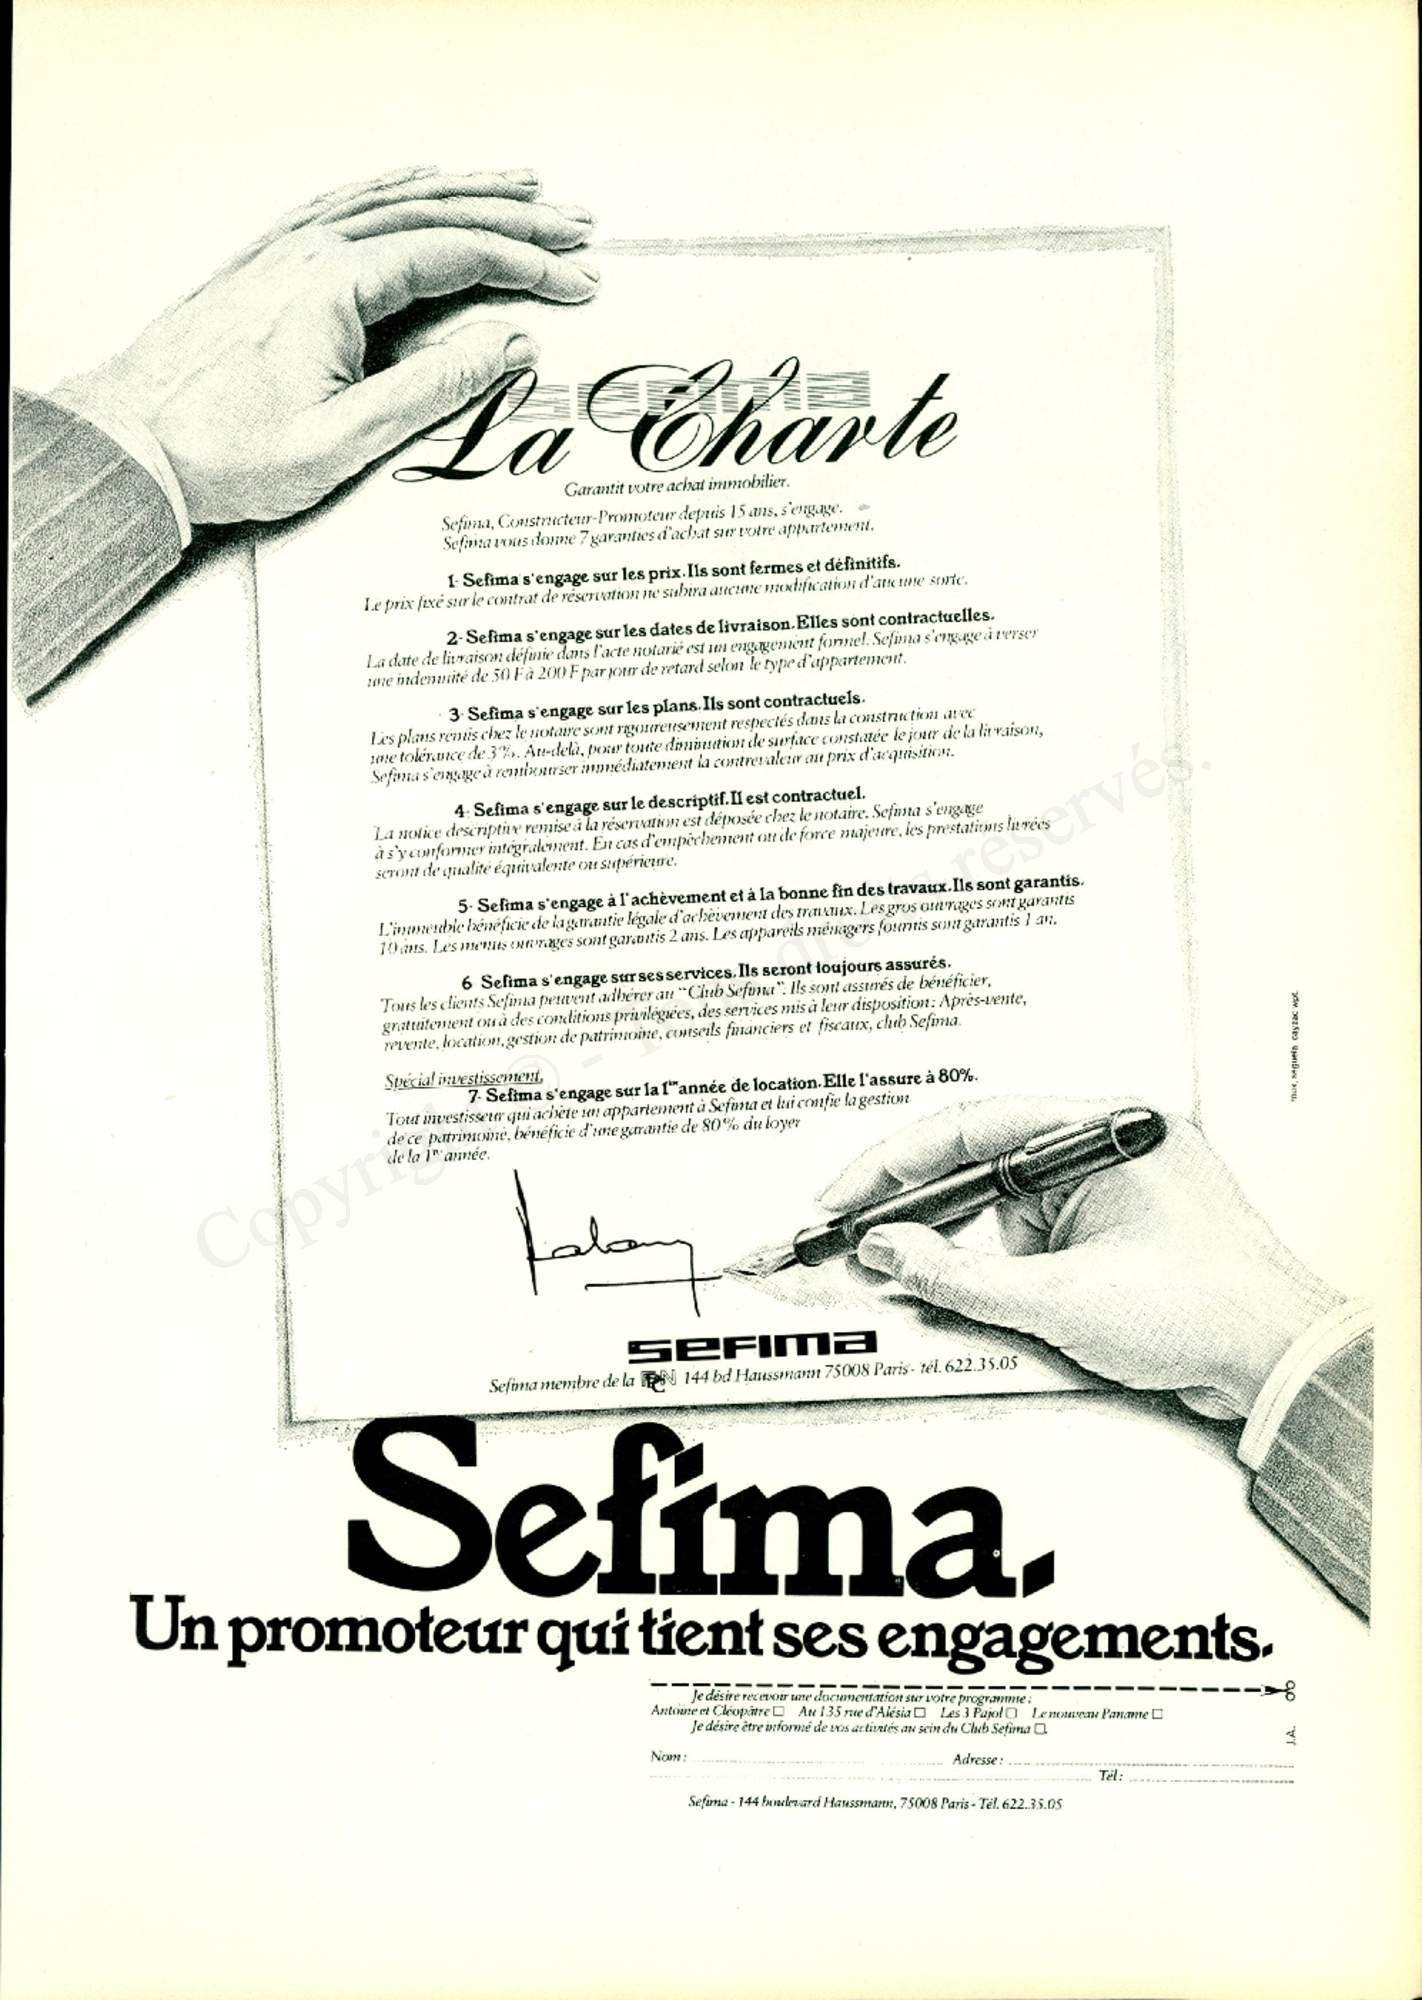 sefima
La Charte
Garantit votre achat immobilier.
Sefima, Constructeur-Promoteur depuis 15 ans, s'engage.
Sefima vous donne 7 garanties d'achat sur votre appartement.
1- Sefima s'engage sur les prix. Ils sont fermes et définitifs.
Le prix fixé sur le contrat de réservation ne subira aucune modification d'aucune sorte.
2- Sefima s'engage sur les dates de livraison. Elles sont contractuelles.
La date de livraison définie dans l'acte notarié est un engagement formel. Sefima s'engage à verser
une indemnité de 50 F à 200 F par jour de retard selon le type d'appartement.
3- Sefima s'engage sur les plans. Ils sont contractuels.
Les plans remis chez le notaire sont rigoureusement respectés dans la construction avec
une tolérance de 3%. Au-delà, pour toute diminution de surface constatée le jour de la livraison,
Sefima s'engage à rembourser immédiatement la contrevaleur au prix d'acquisition.
4- Sefima s'engage sur le descriptif. Il est contractuel.
La notice descriptive remise à la réservation est déposée chez le notaire. Sefima s'engage
à s'y conformer intégralement. En cas d'empêchement ou de force majeure, les prestations livrées
seront de qualité équivalente ou supérieure.
5- Sefima s'engage à l'achèvement et à la bonne fin des travaux. Ils sont garantis.
L'immeuble bénéficie de la garantie légale d'achèvement des travaux. Les gros ouvrages sont garantis
10 ans. Les menus ouvrages sont garantis 2 ans. Les appareils ménagers fournis sont garantis 1 an.
6 Sefima s'engage sur ses services. Ils seront toujours assurés.
Tous les clients Sefima peuvent adhérer au "Club Sefima". Ils sont assurés de bénéficier,
gratuitement ou à des conditions privilégiées, des services mis à leur disposition: Après-vente,
revente, location, gestion de patrimoine, conseils financiers et fiscaux, club Sefima.
Spécial investissement.
7- Sefima s'engage sur la 1ère année de location. Elle l'assure à 80%.
Tout investisseur qui achète un appartement à Sefima et lui confie la gestion
de ce patrimoine, bénéficie d'une garantie de 80% du loyer
de la 1re année.
sefima
Sefima membre de la 144 bd Haussmann 75008 Paris - tél. 622.35.05
Sefima.
Un promoteur qui tient ses engagements.
Je désire recevoir une documentation sur votre programme :
Antoine et Cléopâtre □ Au 135 rue d'Alésia □ Les 3 Pajol □ Le nouveau Paname □
Je désire être informé de vos activités au sein du Club Sefima □.
Nom : Adresse :
Tél :
Sefima - 144 boulevard Haussmann, 75008 Paris - Tél. 622.35.05
J.A.
roux, seguela cayzac wpt.
Copyright © - Tous droits réservés.